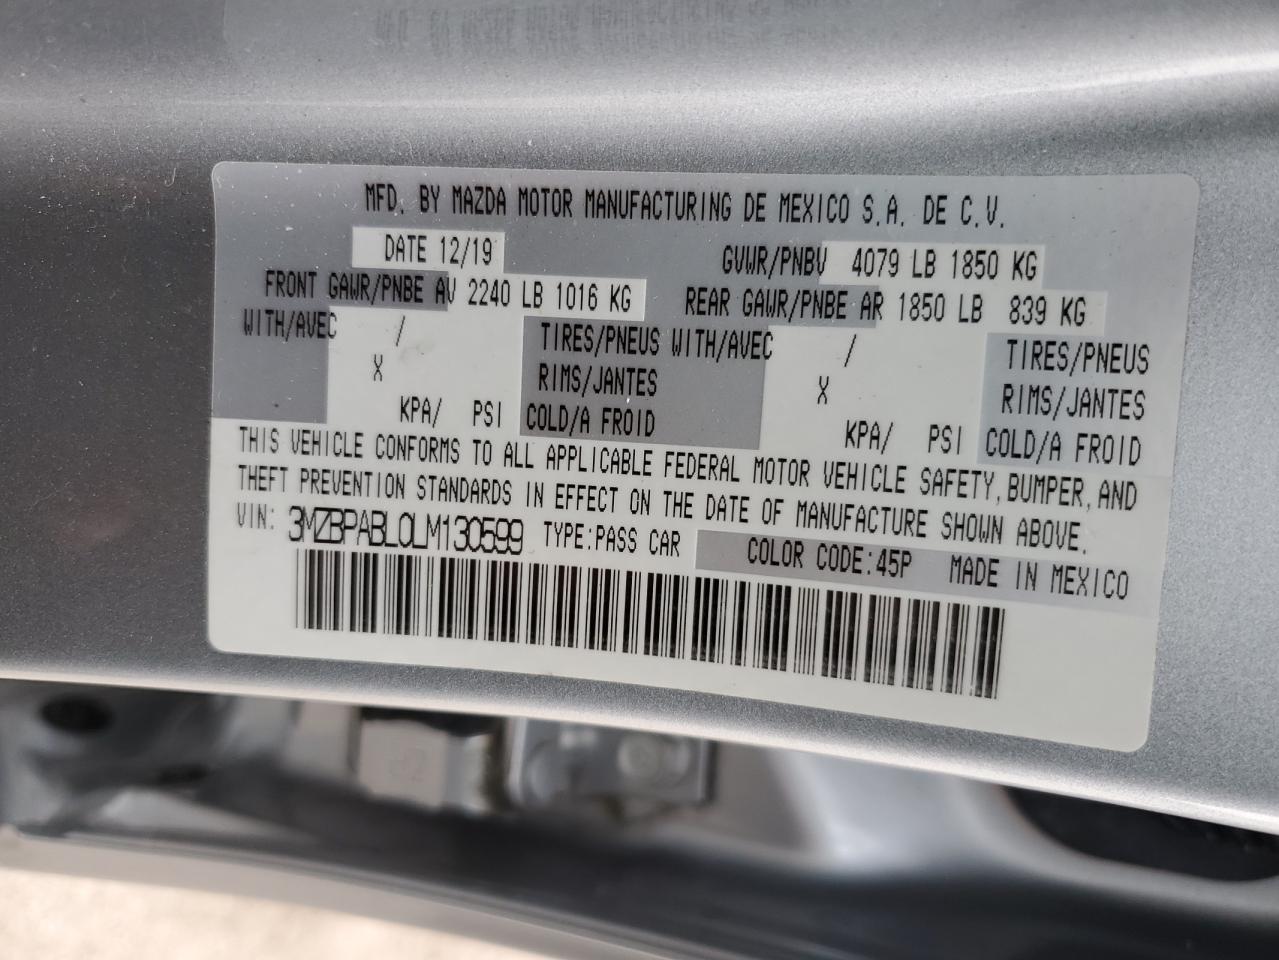 MFD. BY MAZDA MOTOR MANUFACTURING DE MEXICO S.A. DE C.V.
DATE 12/19 GVWR/PNBV 4079 LB 1850 KG
FRONT GAWR/PNBE AV 2240 LB 1016 KG REAR GAWR/PNBE AR 1850 LB 839 KG
WITH/AVEC / TIRES/PNEUS WITH/AVEC / TIRES/PNEUS
X RIMS/JANTES X RIMS/JANTES
KPA/ PSI COLD/A FROID KPA/ PSI COLD/A FROID
THIS VEHICLE CONFORMS TO ALL APPLICABLE FEDERAL MOTOR VEHICLE SAFETY, BUMPER, AND
THEFT PREVENTION STANDARDS IN EFFECT ON THE DATE OF MANUFACTURE SHOWN ABOVE.
VIN: 3MZBPABL0LM130599 TYPE:PASS CAR COLOR CODE:45P MADE IN MEXICO